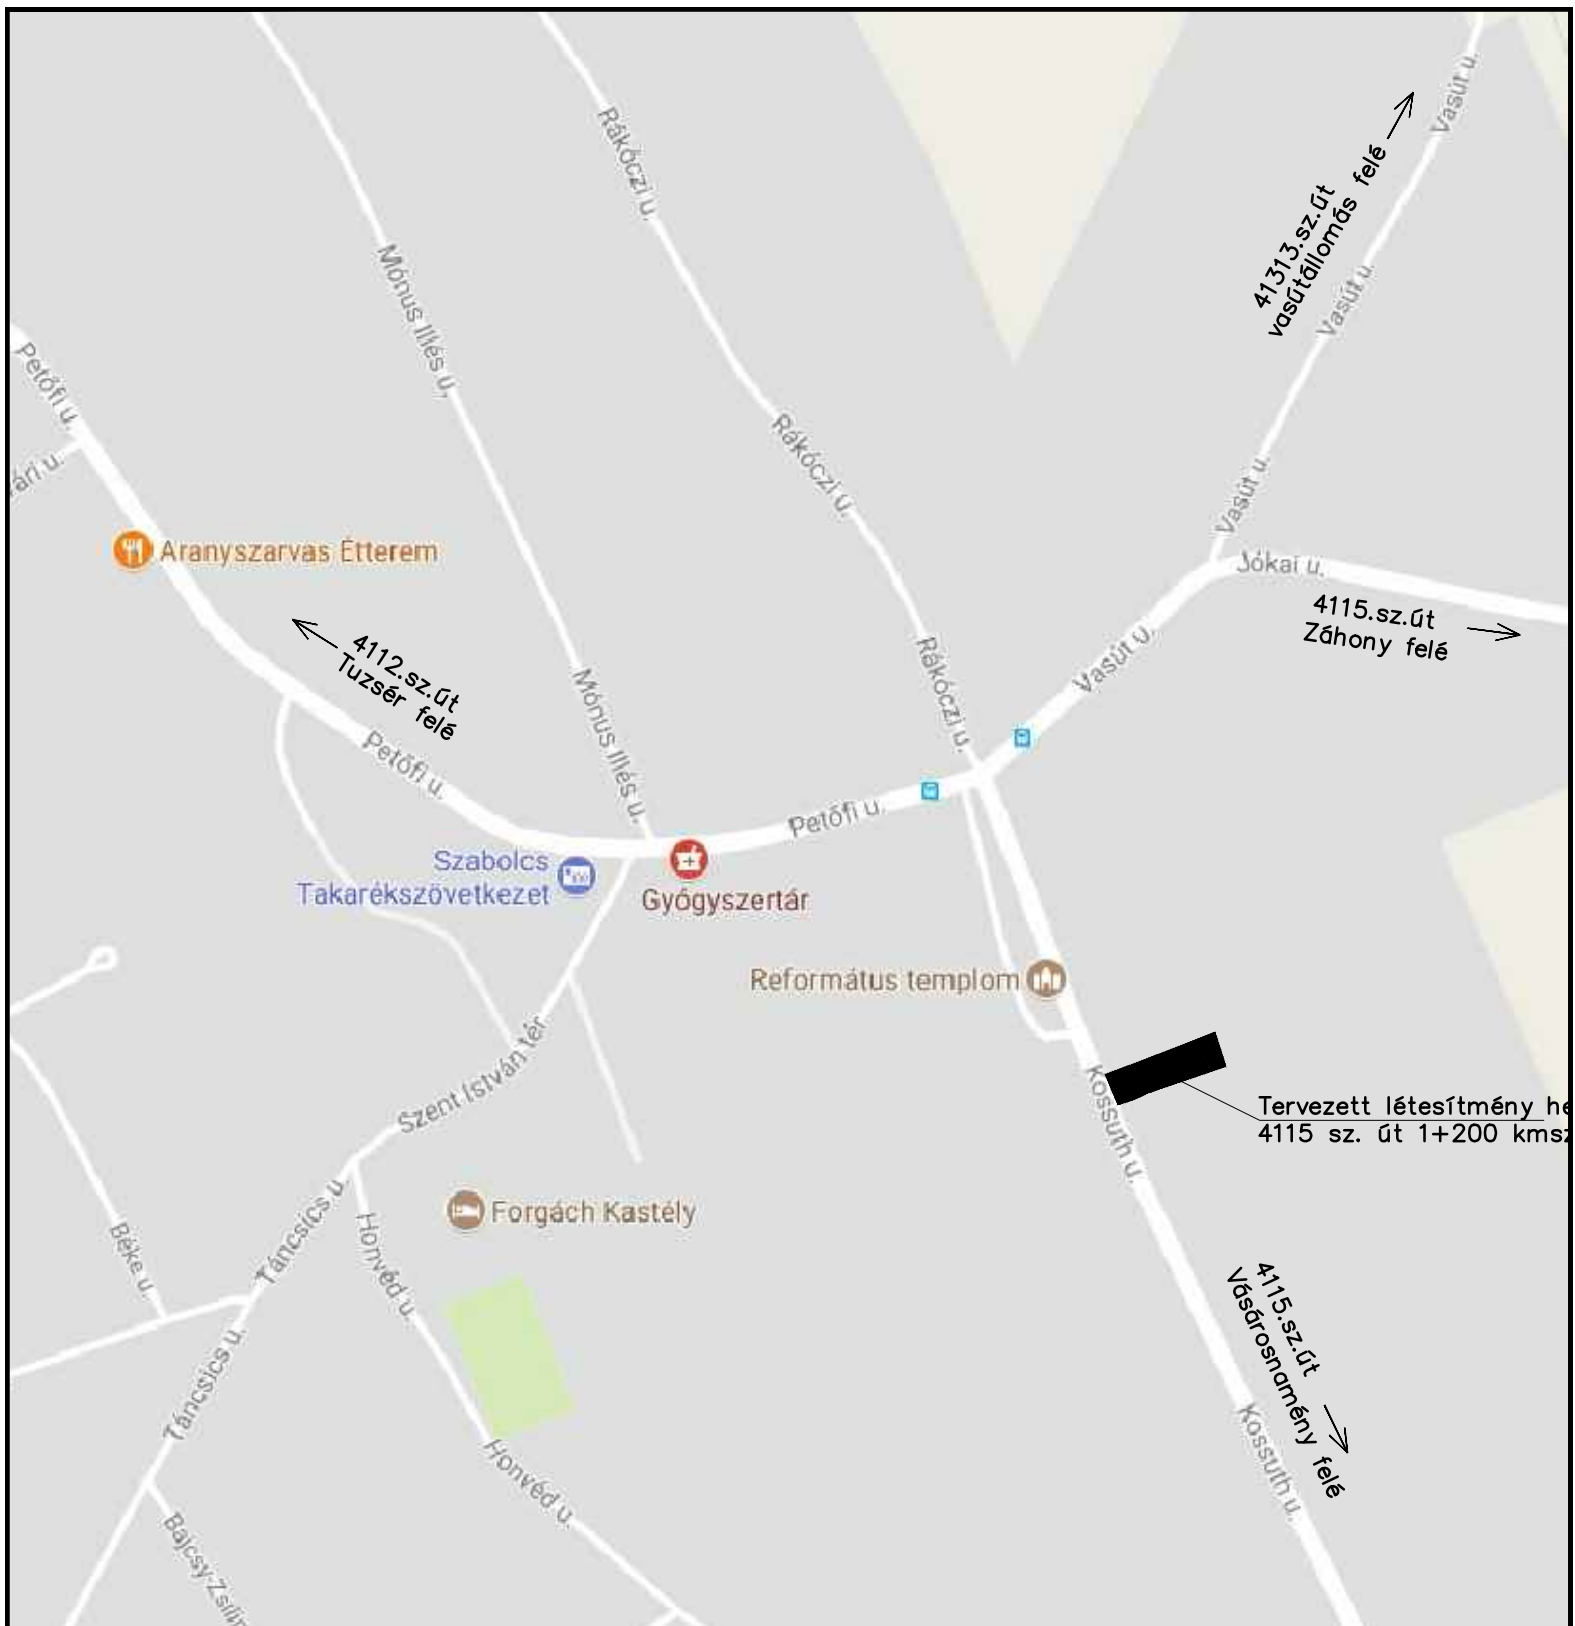 Rákóczi u.
Vasút u.
41313.sz.út
vasútállomás felé
Mónus Illés u.
Vasút u.
Petőfi u.
Rákóczi u.
Vasút u.
ári u.
Aranyszarvas Étterem
Jókai u.
4115.sz.út
Záhony felé
4112.sz.út
Tuzsér felé
Rákóczi u.
Vasút u.
Mónus Illés u.
Petőfi u.
Petőfi u.
Szabolcs
Takarékszövetkezet
Gyógyszertár
Református templom
Szent István tér
Kossuth u.
Tervezett létesítmény he
4115 sz. út 1+200 kmsz
Táncsics u.
Forgách Kastély
Honvéd u.
Béke u.
4115.sz.út
Vásárosnamény felé
Táncsics u.
Kossuth u.
Honvéd u.
Bajcsy-Zsilin